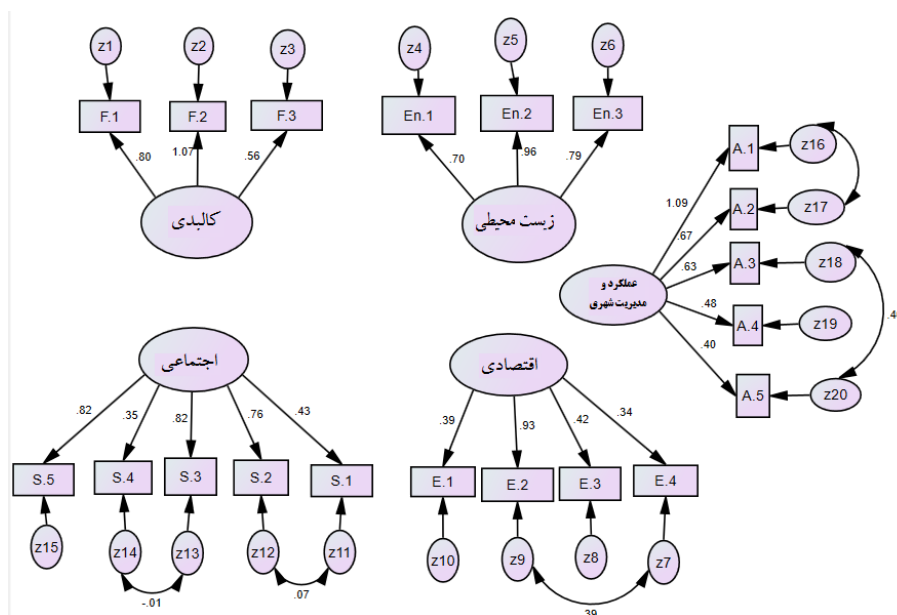 z1
z2
z3
z4
z5
z6
F.1
F.2
F.3
En.1
En.2
En.3
.80
1.07
.56
.70
.96
.79
کالبدی
زیست محیطی
A.1
z16
A.2
z17
A.3
z18
A.4
z19
A.5
z20
1.09
.67
.63
.48
.40
عملکرد و
مدیریت شهری
اجتماعی
اقتصادی
.82
.35
.82
.76
.43
.39
.93
.42
.34
S.5
S.4
S.3
S.2
S.1
E.1
E.2
E.3
E.4
z15
z14
z13
z12
z11
z10
z9
z8
z7
-.01
.07